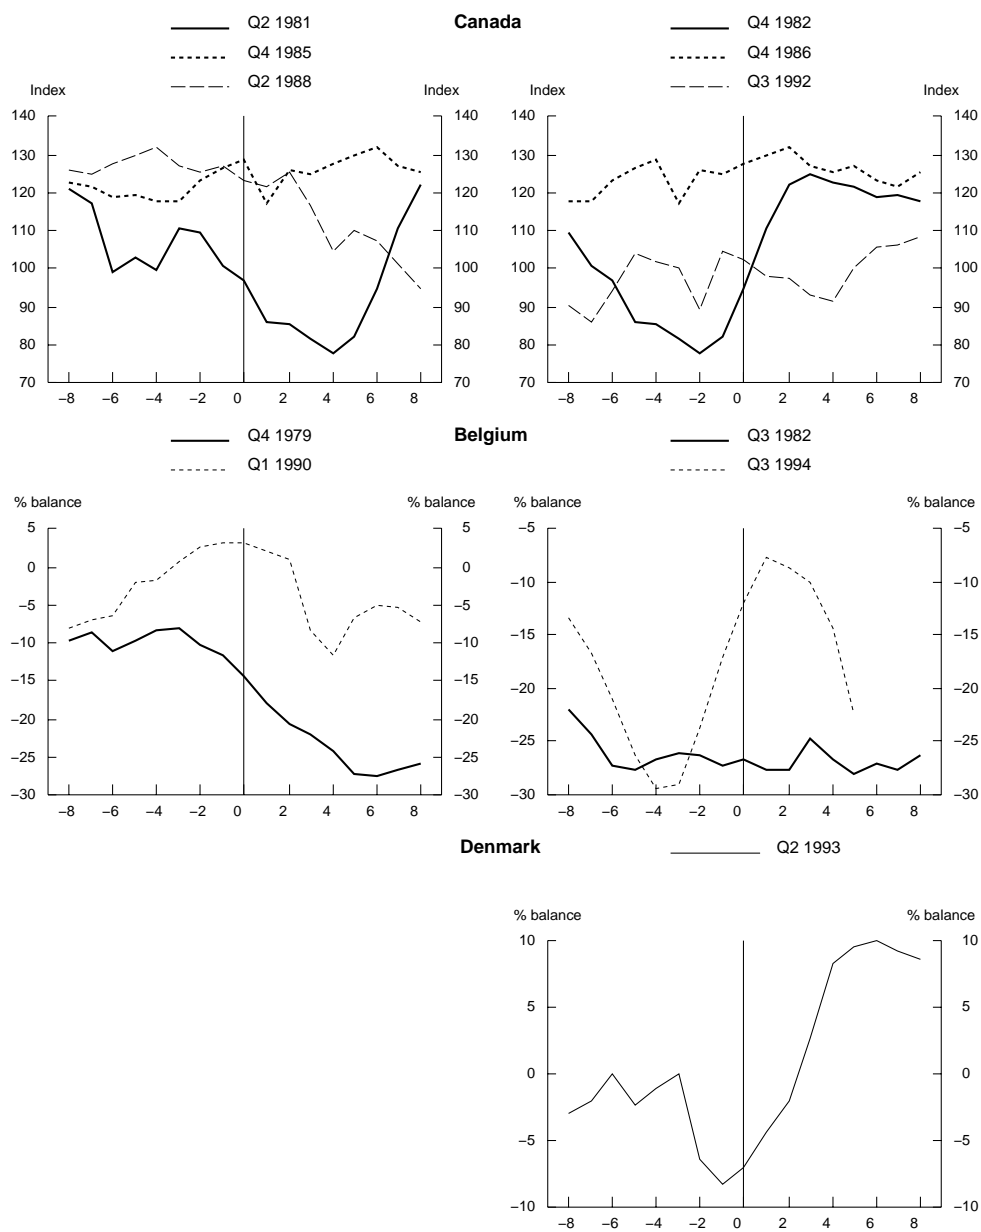 Canada
Q2 1981
Q4 1985
Q2 1988
Q4 1982
Q4 1986
Q3 1992
Index
Index
Index
Index
140
130
120
110
100
90
80
70
140
130
120
110
100
90
80
70
–8 –6 –4 –2 0 2 4 6 8
140
130
120
110
100
90
80
70
140
130
120
110
100
90
80
70
–8 –6 –4 –2 0 2 4 6 8
Belgium
Q4 1979
Q1 1990
Q3 1982
Q3 1994
% balance
% balance
% balance
% balance
5
0
–5
–10
–15
–20
–25
–30
5
0
–5
–10
–15
–20
–25
–30
–8 –6 –4 –2 0 2 4 6 8
–5
–10
–15
–20
–25
–30
–5
–10
–15
–20
–25
–30
–8 –6 –4 –2 0 2 4 6 8
Denmark
Q2 1993
% balance
% balance
10
5
0
–5
–10
10
5
0
–5
–10
–8 –6 –4 –2 0 2 4 6 8